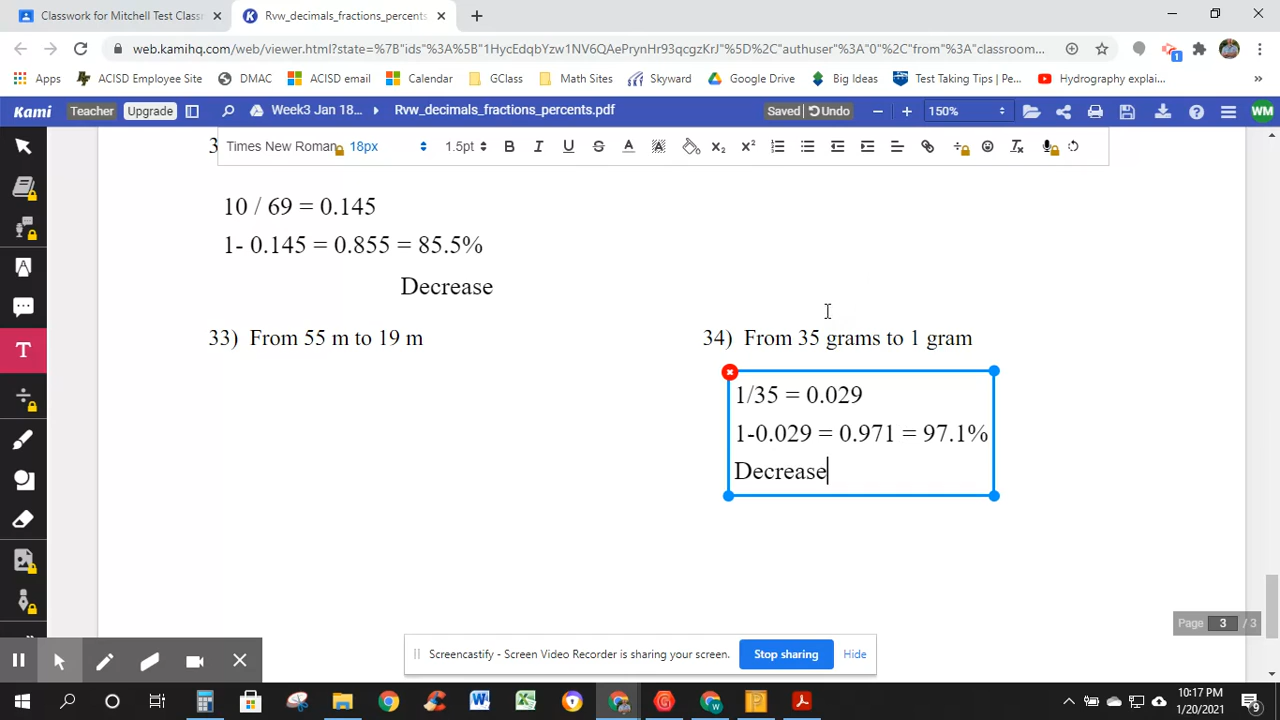 Classwork for Mitchell Test Class
Rvw_decimals_fractions_percents.
web.kamihq.com/web/viewer.html?state=%7B"ids"%3A%5B"1HycEdqbYzw1NV6QAePrynHr93qcgzKrJ"%5D%2C"authuser"%3A"0"%2C"from"%3A"classroom...
Apps ACISD Employee Site DMAC ACISD email Calendar GClass Math Sites Skyward Google Drive Big Ideas Test Taking Tips | Pe... Hydrography explai... »
Kami Teacher Upgrade Week3 Jan 18... Rvw_decimals_fractions_percents.pdf Saved Undo 150% WM
3 Times New Roman 18px 1.5pt B I U S A
10 / 69 = 0.145
1- 0.145 = 0.855 = 85.5%
Decrease
33) From 55 m to 19 m
34) From 35 grams to 1 gram
1/35 = 0.029
1-0.029 = 0.971 = 97.1%
Decrease
Page 3 / 3
Screencastify - Screen Video Recorder is sharing your screen. Stop sharing Hide
10:17 PM
1/20/2021